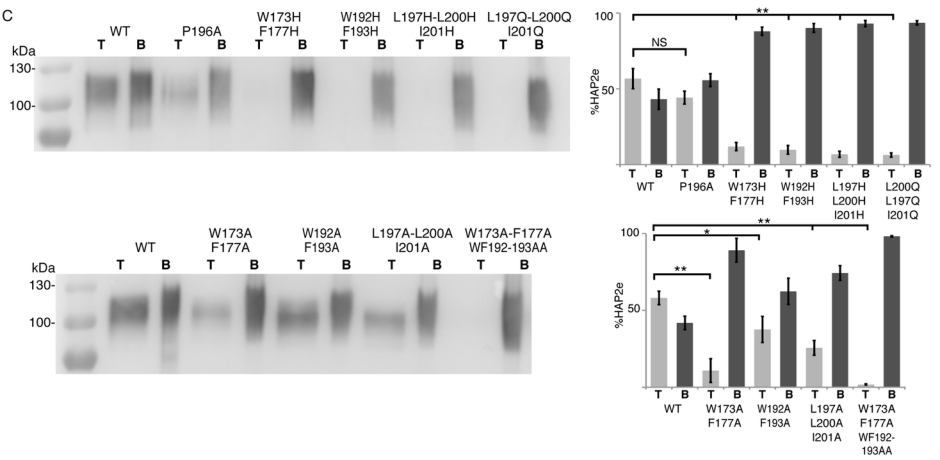 C
WT P196A W173H F177H W192H F193H L197H-L200H I201H L197Q-L200Q I201Q
kDa T B T B T B T B T B T B
130-
100-
%HAP2e
100
50
**
NS
T B T B T B T B T B T B
WT P196A W173H W192H L197H L200Q
F177H F193H L200H L197Q
I201H I201Q
WT W173A F177A W192A F193A L197A-L200A I201A W173A-F177A WF192-193AA
kDa T B T B T B T B T B
130-
100-
%HAP2e
100
50
**
*
**
T B T B T B T B T B
WT W173A W192A L197A W173A
F177A F193A L200A F177A
I201A WF192-
193AA